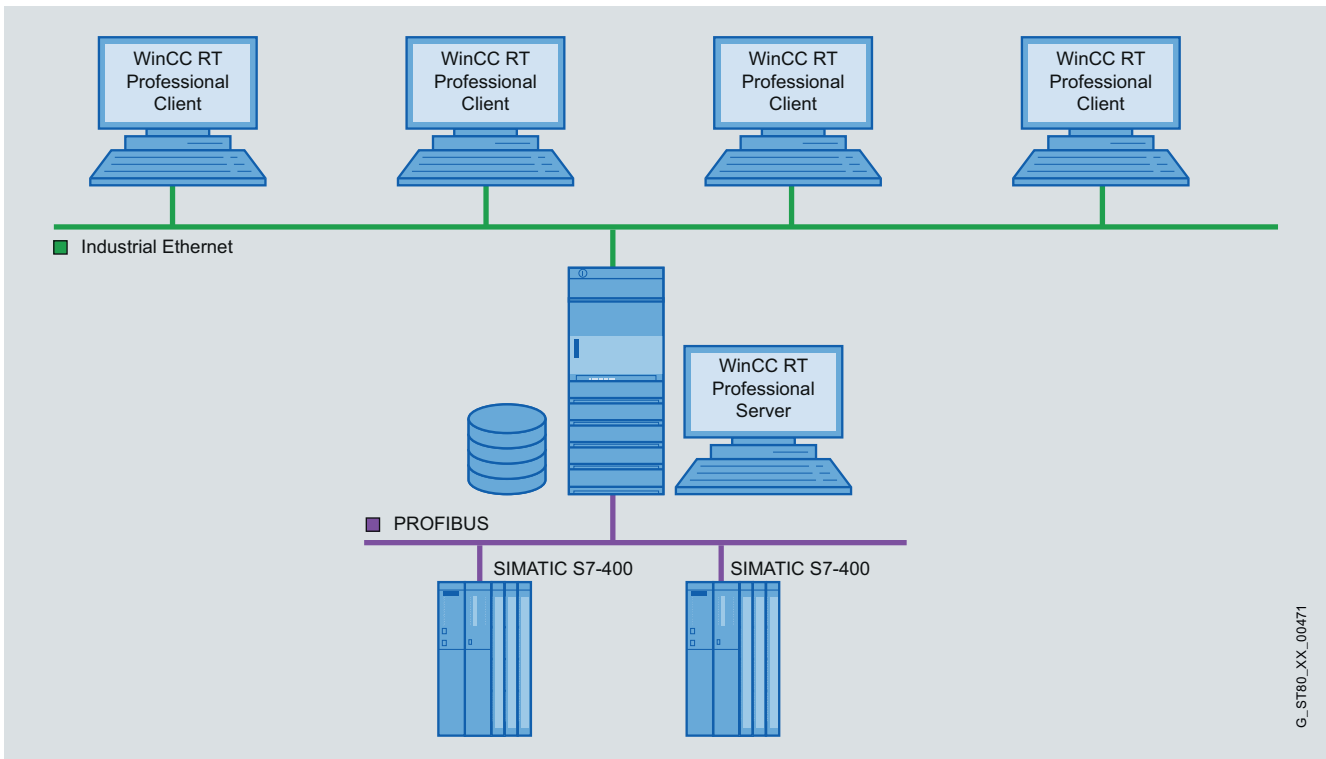 WinCC RT
Professional
Client
WinCC RT
Professional
Client
WinCC RT
Professional
Client
WinCC RT
Professional
Client
Industrial Ethernet
WinCC RT
Professional
Server
PROFIBUS
SIMATIC S7-400
SIMATIC S7-400
G_ST80_XX_00471